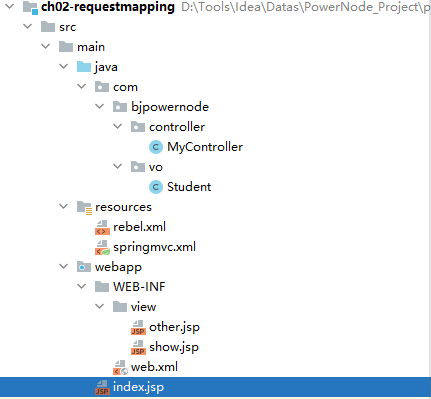 ch02-requestmapping D:\Tools\Idea\Datas\PowerNode_Project\p
src
main
java
com
bjpowernode
controller
MyController
vo
Student
resources
rebel.xml
springmvc.xml
webapp
WEB-INF
view
other.jsp
show.jsp
web.xml
index.jsp